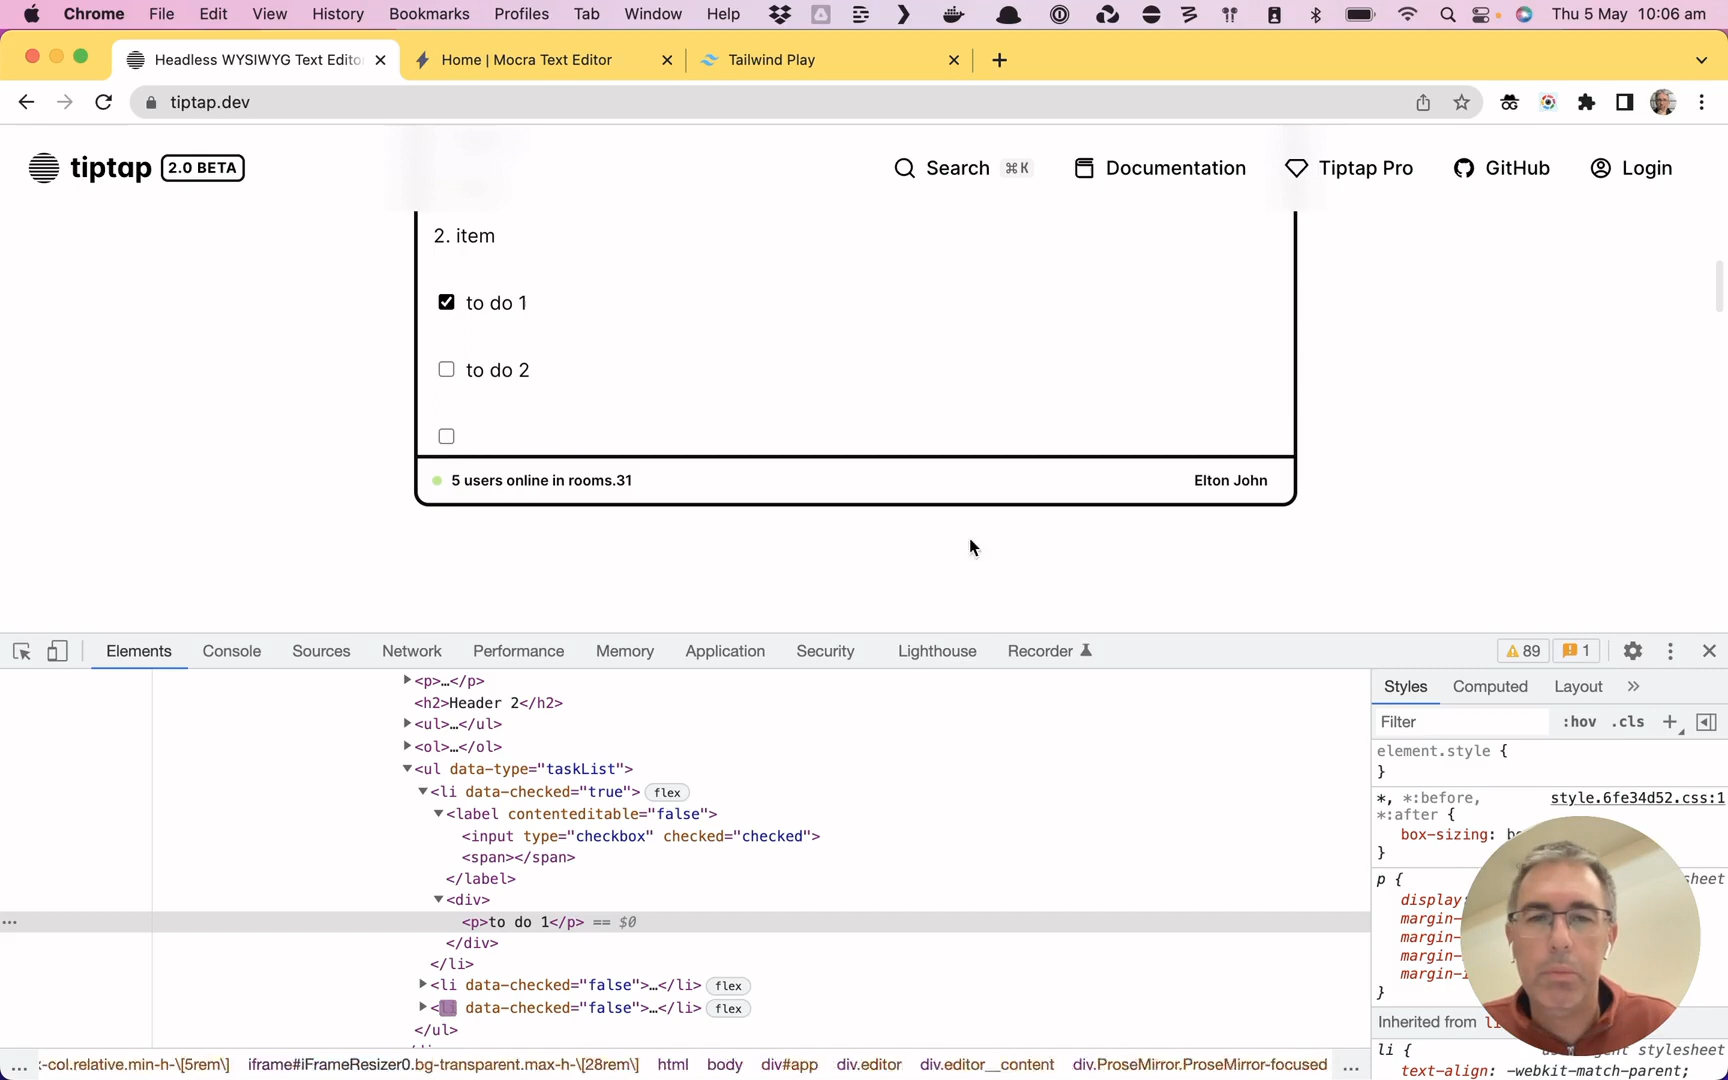 Chrome File Edit View History Bookmarks Profiles Tab Window Help Thu 5 May 10:06 am
Headless WYSIWYG Text Edito Home | Mocra Text Editor Tailwind Play
tiptap.dev
tiptap 2.0 BETA Search ⌘K Documentation Tiptap Pro GitHub Login
2. item
to do 1
to do 2
5 users online in rooms.31 Elton John
Elements Console Sources Network Performance Memory Application Security Lighthouse Recorder 89 1
Styles Computed Layout »
Filter :hov .cls +
<p>…</p>
<h2>Header 2</h2>
<ul>…</ul>
<ol>…</ol>
<ul data-type="taskList">
<li data-checked="true"> flex
<label contenteditable="false">
<input type="checkbox" checked="checked">
<span></span>
</label>
<div>
<p>to do 1</p> == $0
</div>
</li>
<li data-checked="false">…</li> flex
<li data-checked="false">…</li> flex
</ul>
element.style {
}
*, *:before, style.6fe34d52.css:1
*:after {
box-sizing:
}
p {
display
margin-
margin-
margin-
margin-
}
Inherited from
li { stylesheet
text-align: -webkit-match-parent;
… k-col.relative.min-h-\[5rem\] iframe#iFrameResizer0.bg-transparent.max-h-\[28rem\] html body div#app div.editor div.editor__content div.ProseMirror.ProseMirror-focused …